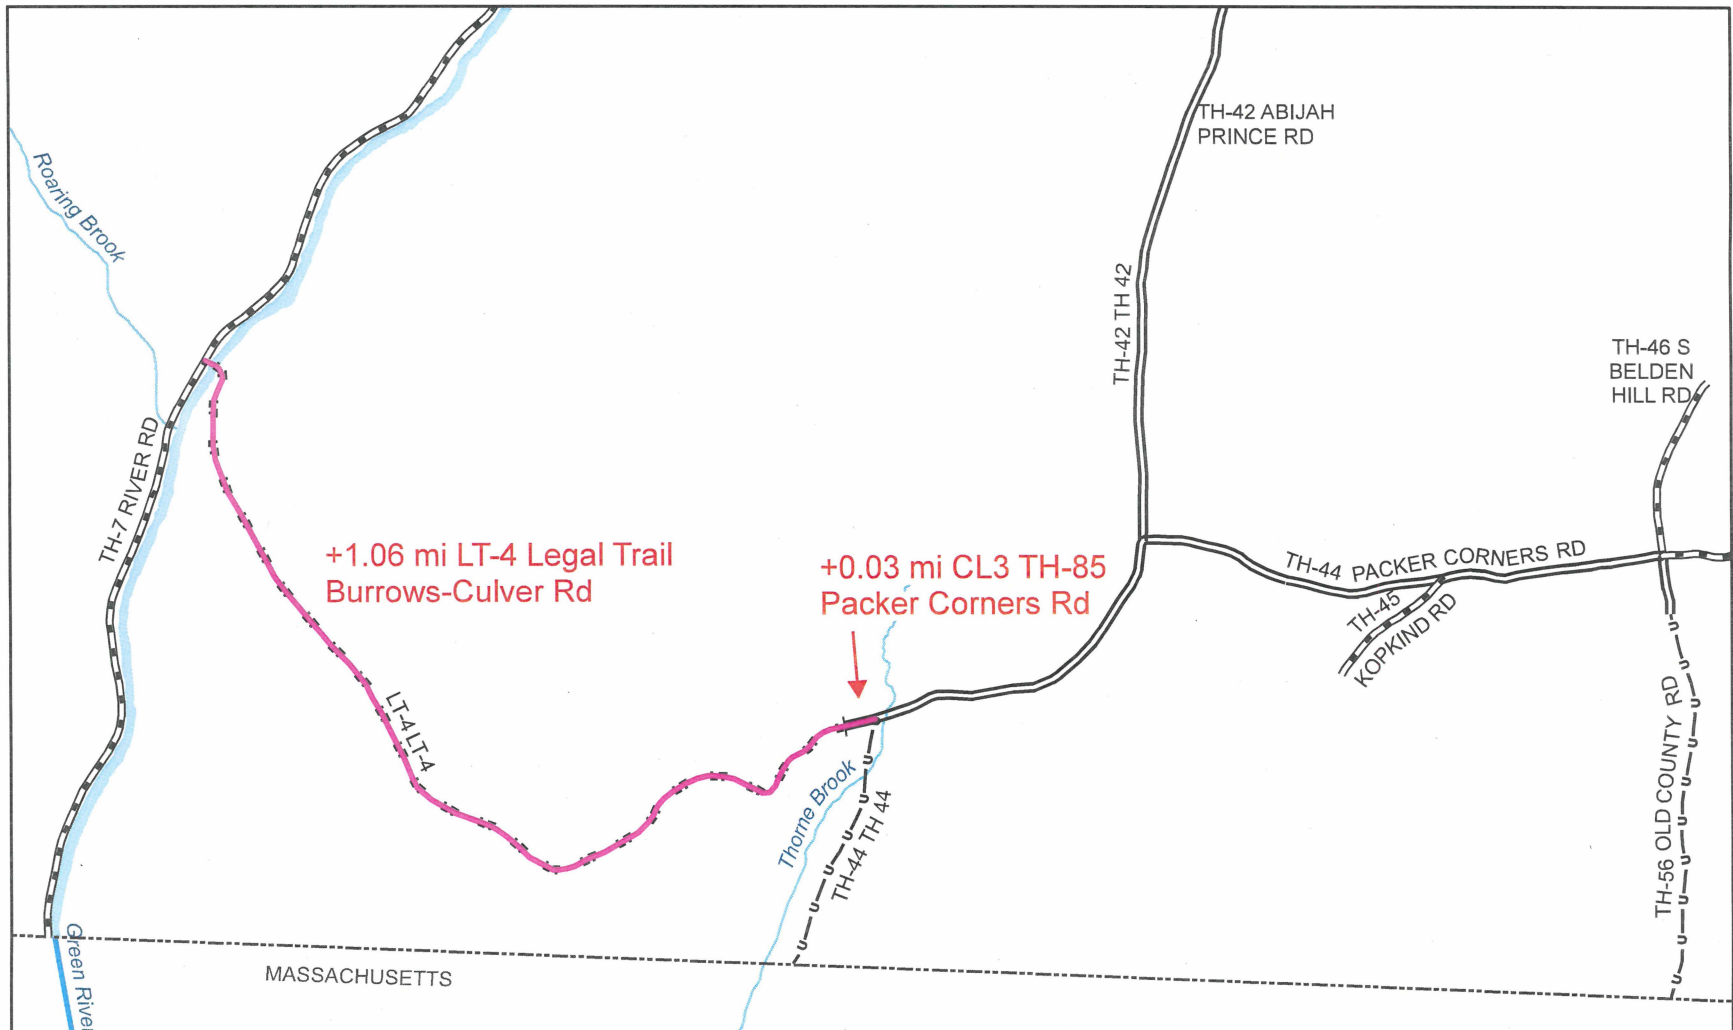 TH-42 ABIJAH
PRINCE RD
Roaring Brook
TH-42 TH 42
TH-46 S
BELDEN
HILL RD
TH-7 RIVER RD
+1.06 mi LT-4 Legal Trail
Burrows-Culver Rd
+0.03 mi CL3 TH-85
Packer Corners Rd
TH-44 PACKER CORNERS RD
TH-45
KOPKIND RD
LT-4 LT-4
Thorne Brook
TH-44 TH 44
TH-56 OLD COUNTY RD
Green River
MASSACHUSETTS